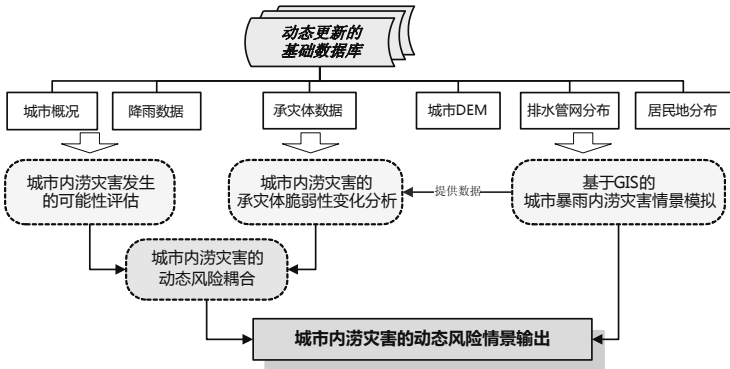 动态更新的
基础数据库
城市概况
降雨数据
承灾体数据
城市DEM
排水管网分布
居民地分布
城市内涝灾害发生
的可能性评估
城市内涝灾害的
承灾体脆弱性变化分析
提供数据
基于GIS的
城市暴雨内涝灾害情景模拟
城市内涝灾害的
动态风险耦合
城市内涝灾害的动态风险情景输出